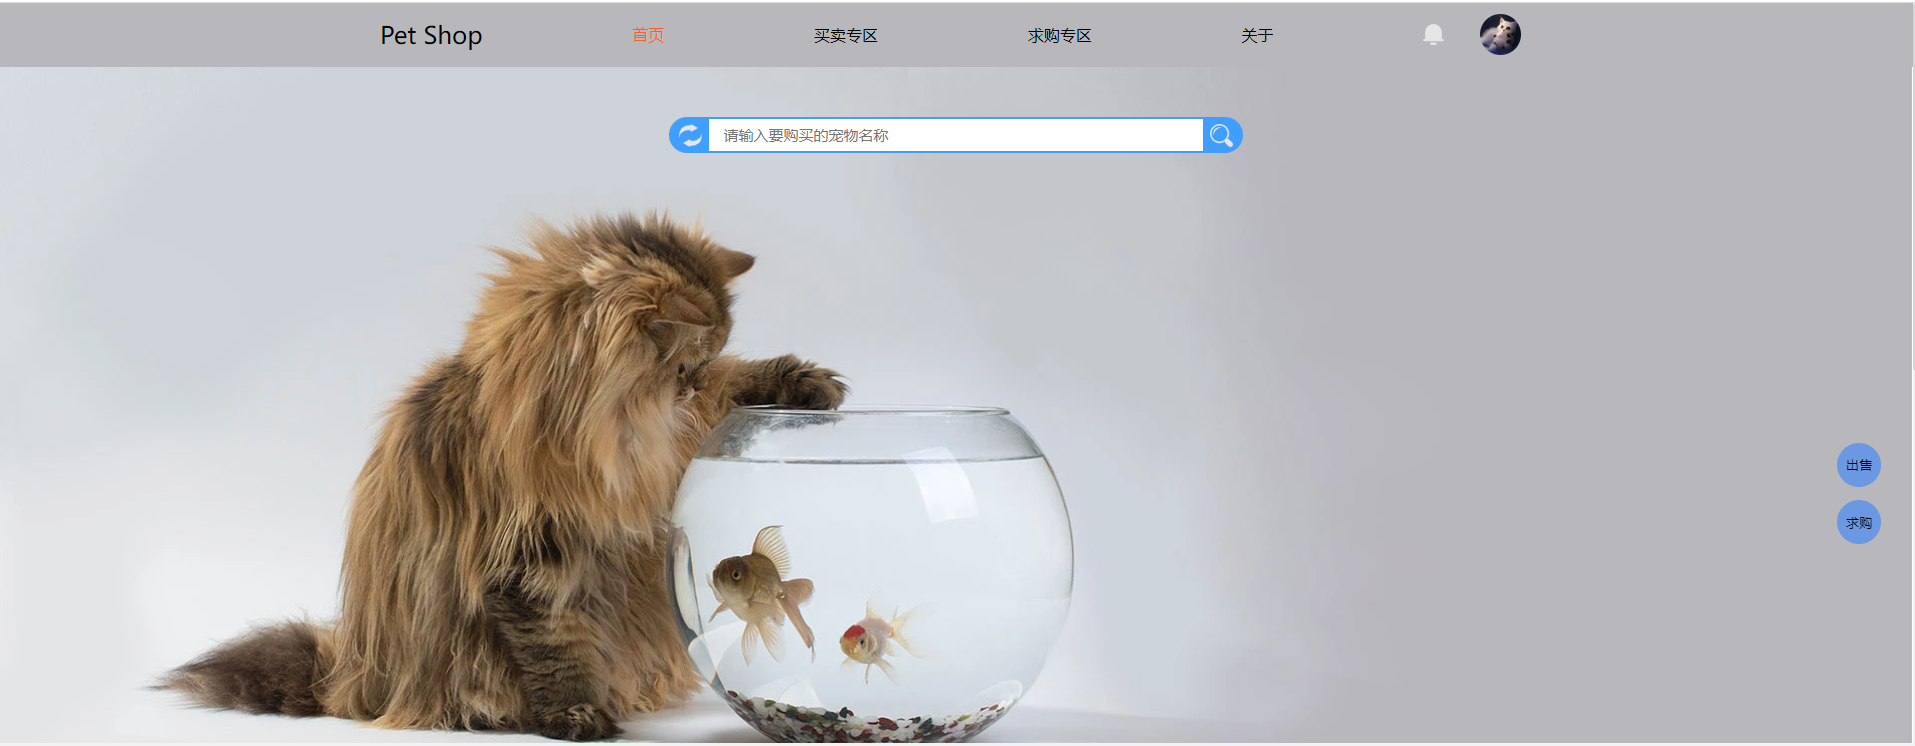 Pet Shop
首页
买卖专区
求购专区
关于
请输入要购买的宠物名称
出售
求购